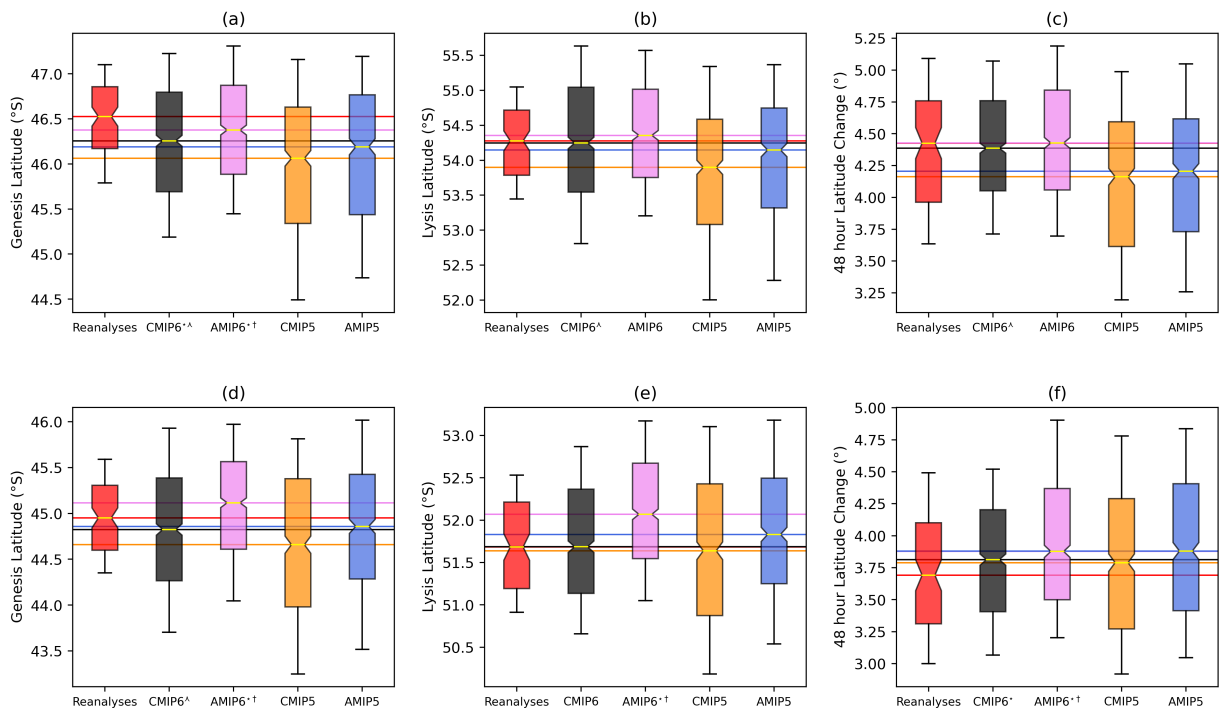 (a)
Genesis Latitude (°S)
47.0
46.5
46.0
45.5
45.0
44.5
Reanalyses CMIP6⋆^ AMIP6⋆† CMIP5 AMIP5
(b)
Lysis Latitude (°S)
55.5
55.0
54.5
54.0
53.5
53.0
52.5
52.0
Reanalyses CMIP6^ AMIP6 CMIP5 AMIP5
(c)
48 hour Latitude Change (°)
5.25
5.00
4.75
4.50
4.25
4.00
3.75
3.50
3.25
Reanalyses CMIP6^ AMIP6 CMIP5 AMIP5
(d)
Genesis Latitude (°S)
46.0
45.5
45.0
44.5
44.0
43.5
Reanalyses CMIP6^ AMIP6⋆† CMIP5 AMIP5
(e)
Lysis Latitude (°S)
53.0
52.5
52.0
51.5
51.0
50.5
Reanalyses CMIP6 AMIP6⋆† CMIP5 AMIP5
(f)
48 hour Latitude Change (°)
5.00
4.75
4.50
4.25
4.00
3.75
3.50
3.25
3.00
Reanalyses CMIP6⋆ AMIP6⋆† CMIP5 AMIP5